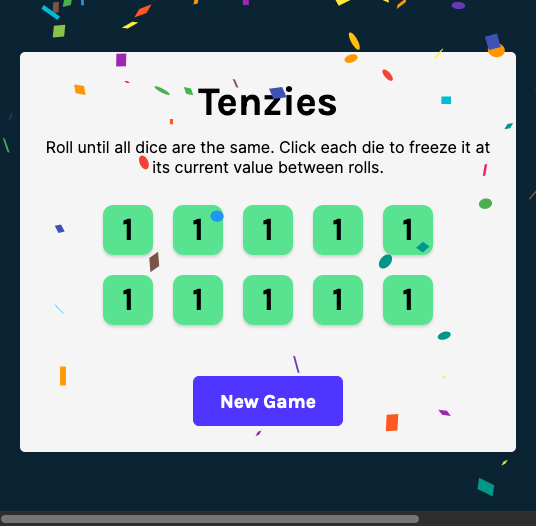 Tenzies
Roll until all dice are the same. Click each die to freeze it at
its current value between rolls.
1 1 1 1 1
1 1 1 1 1
New Game